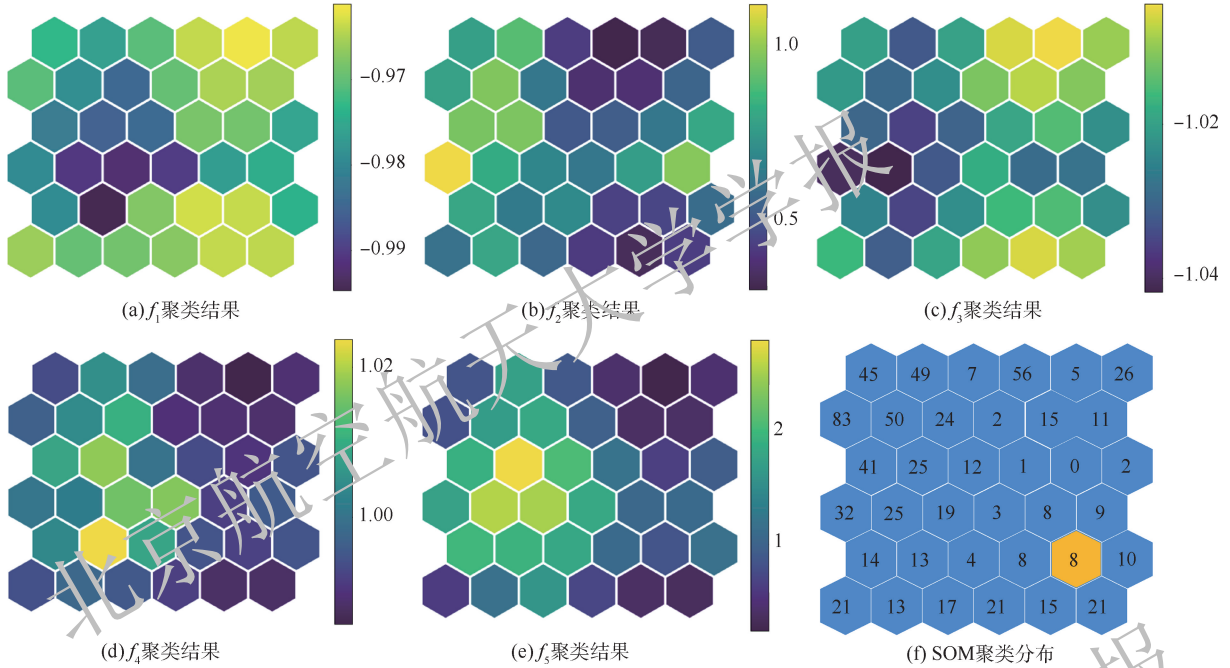 -0.97
-0.98
-0.99
(a) f1聚类结果
1.0
0.5
(b) f2聚类结果
-1.02
-1.04
(c) f3聚类结果
1.02
1.00
(d) f4聚类结果
2
1
(e) f5聚类结果
45 49 7 56 5 26
83 50 24 2 15 11
41 25 12 1 0 2
32 25 19 3 8 9
14 13 4 8 8 10
21 13 17 21 15 21
(f) SOM聚类分布
北京航空航天大学学报
报